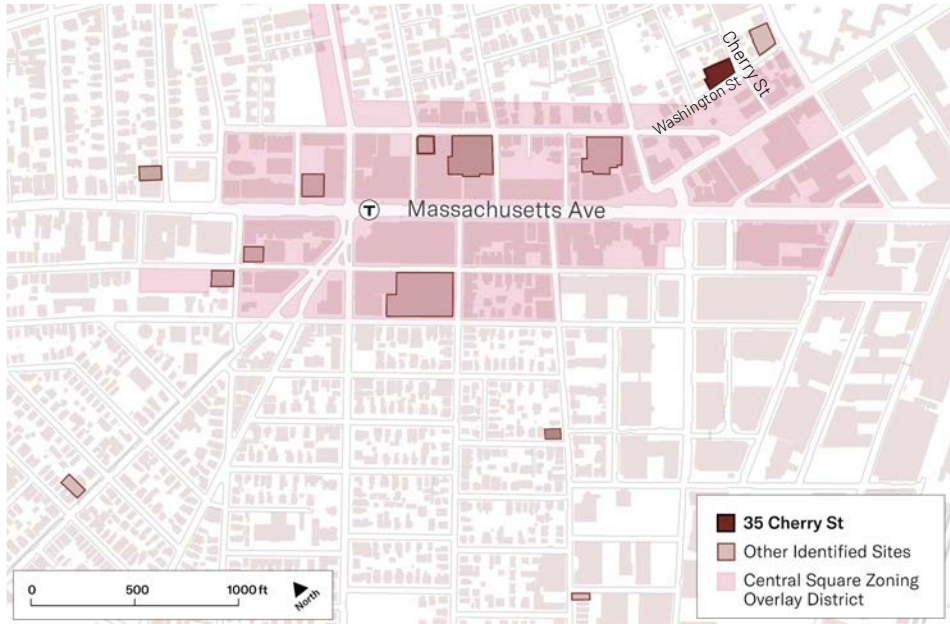 Cherry St
Washington St
T
Massachusetts Ave
35 Cherry St
Other Identified Sites
Central Square Zoning
Overlay District
0 500 1000 ft
North